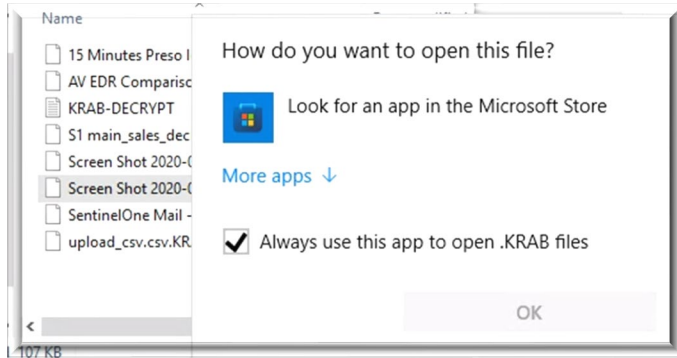 Name
15 Minutes Preso
AV EDR
KRAB-DECRYPT
S1 main_sales_dec
Screen Shot 2020-
Screen Shot 2020-
SentinelOne Mail -
upload_csv.csv.KR
107 KB
How do you want to open this file?
Look for an app in the Microsoft Store
More apps
Always use this app to open .KRAB files
OK